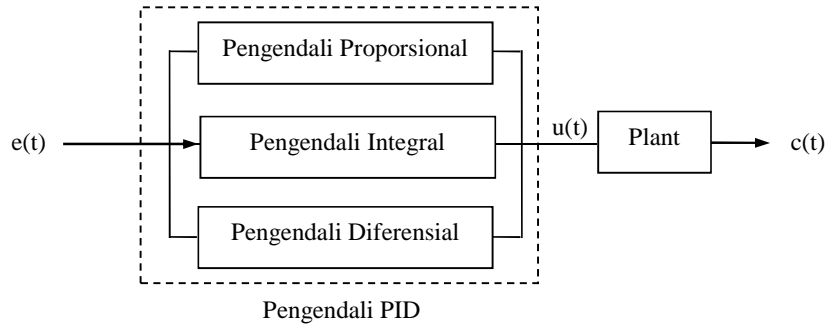 Pengendali Proporsional
e(t)
Pengendali Integral
u(t)
Plant
c(t)
Pengendali Diferensial
Pengendali PID